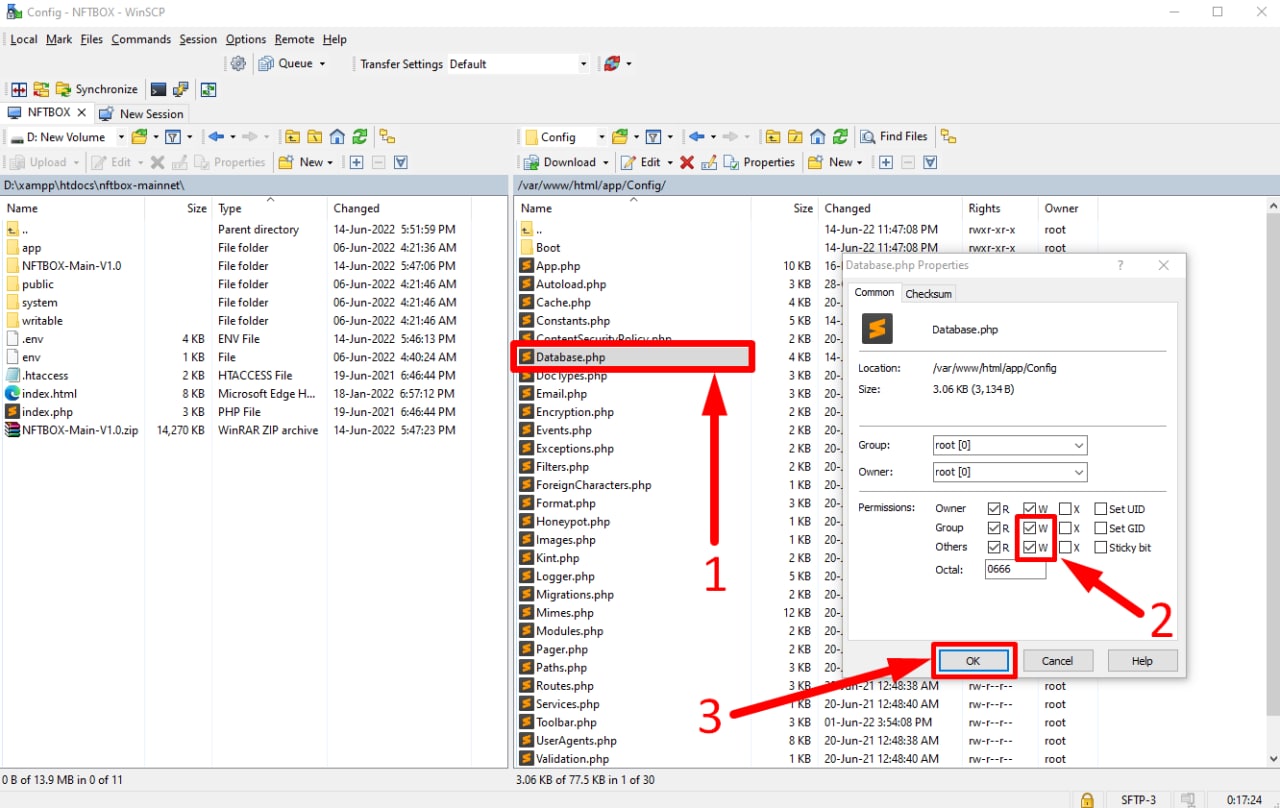 Config - NFTBOX - WinSCP
Local Mark Files Commands Session Options Remote Help
Queue Transfer Settings Default
Synchronize
NFTBOX New Session
D: New Volume
Upload Edit Properties New
D:\xampp\htdocs\nftbox-mainnet\
Name Size Type Changed
.. Parent directory 14-Jun-2022 5:51:59 PM
app File folder 06-Jun-2022 4:21:36 AM
NFTBOX-Main-V1.0 File folder 14-Jun-2022 5:47:06 PM
public File folder 06-Jun-2022 4:21:36 AM
system File folder 06-Jun-2022 4:21:36 AM
writable File folder 06-Jun-2022 4:21:46 AM
.env 4 KB ENV File 14-Jun-2022 5:46:13 PM
env 1 KB File 06-Jun-2022 4:40:24 AM
.htaccess 2 KB HTACCESS File 19-Jun-2021 6:46:44 PM
index.html 8 KB Microsoft Edge H... 18-Jan-2022 6:57:12 PM
index.php 3 KB PHP File 19-Jun-2021 6:46:44 PM
NFTBOX-Main-V1.0.zip 14,270 KB WinRAR ZIP archive 14-Jun-2022 5:47:23 PM
0 B of 13.9 MB in 0 of 11
Config Find Files
Download Edit Properties New
/var/www/html/app/Config/
Name Size Changed Rights Owner
.. 14-Jun-22 11:47:08 PM rwxr-xr-x root
Boot 14-Jun-22 11:47:08 PM rwxr-xr-x root
App.php 10 KB 16-
Autoload.php 3 KB 28-
Cache.php 4 KB 20-
Constants.php 5 KB 14-
ContentSecurityPolicy.php 2 KB 20-
Database.php 4 KB 20-
DocTypes.php 3 KB 20-
Email.php 3 KB 20-
Encryption.php 3 KB 20-
Events.php 2 KB 20-
Exceptions.php 2 KB 20-
Filters.php 2 KB 20-
ForeignCharacters.php 1 KB 20-
Format.php 3 KB 20-
Honeypot.php 1 KB 20-
Images.php 1 KB 20-
Kint.php 2 KB 20-
Logger.php 5 KB 20-
Migrations.php 2 KB 20-
Mimes.php 12 KB 20-
Modules.php 2 KB 20-
Pager.php 2 KB 20-
Paths.php 3 KB 20-
Routes.php 3 KB 20-Jun-21 12:48:38 AM rw-r--r-- root
Services.php 2 KB 20-Jun-21 12:48:40 AM rw-r--r-- root
Toolbar.php 3 KB 01-Jun-22 3:54:08 PM rw-r--r-- root
UserAgents.php 8 KB 20-Jun-21 12:48:38 AM rw-r--r-- root
Validation.php 1 KB 20-Jun-21 12:48:40 AM rw-r--r-- root
3.06 KB of 77.5 KB in 1 of 30
Database.php Properties ?
Common Checksum
Database.php
Location: /var/www/html/app/Config
Size: 3.06 KB (3,134 B)
Group: root [0]
Owner: root [0]
Permissions: Owner R W X Set UID
Group R W X Set GID
Others R W X Sticky bit
Octal: 0666
OK Cancel Help
1
2
3
SFTP-3 0:17:24